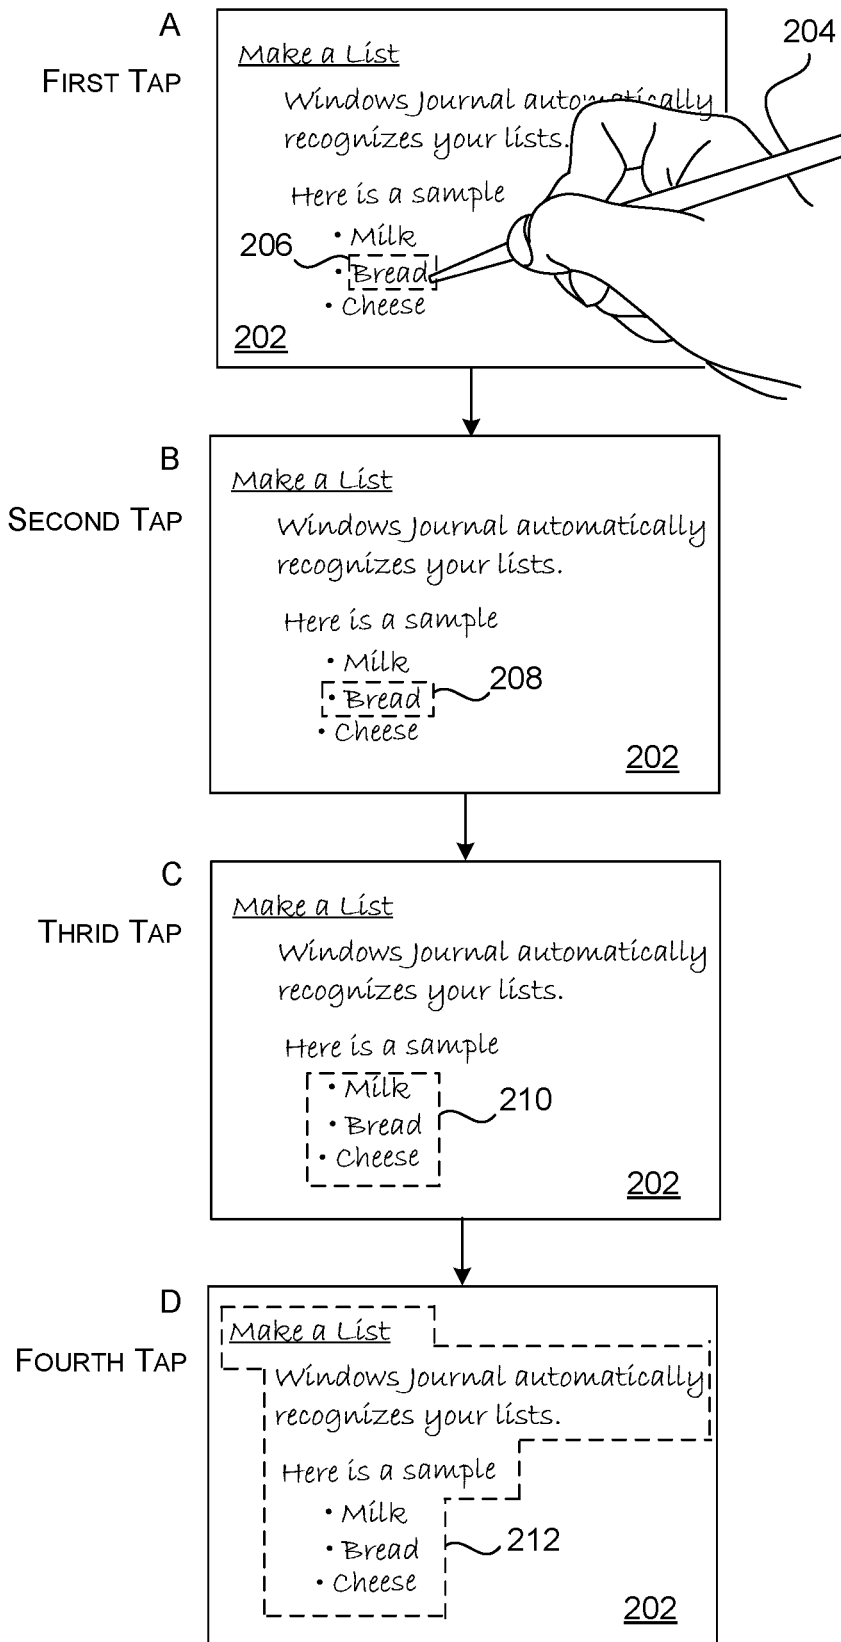 A
FIRST TAP
204
Make a List
Windows Journal automatically
recognizes your lists.
Here is a sample
• Milk
206
• Bread
• Cheese
202
B
SECOND TAP
Make a List
Windows Journal automatically
recognizes your lists.
Here is a sample
• Milk
208
• Bread
• Cheese
202
C
THRID TAP
Make a List
Windows Journal automatically
recognizes your lists.
Here is a sample
• Milk
210
• Bread
• Cheese
202
D
FOURTH TAP
Make a List
Windows Journal automatically
recognizes your lists.
Here is a sample
• Milk
• Bread
212
• Cheese
202